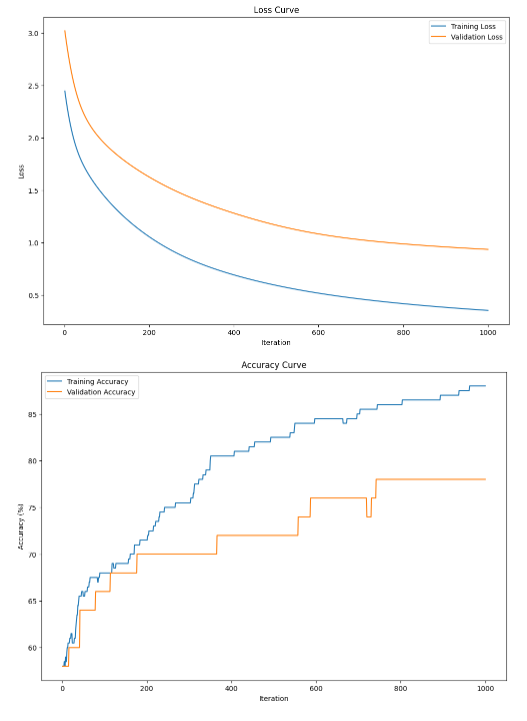 Loss Curve
Training Loss
Validation Loss
3.0
2.5
2.0
1.5
1.0
0.5
Loss
0 200 400 600 800 1000
Iteration
Accuracy Curve
Training Accuracy
Validation Accuracy
85
80
75
70
65
60
Accuracy (%)
0 200 400 600 800 1000
Iteration